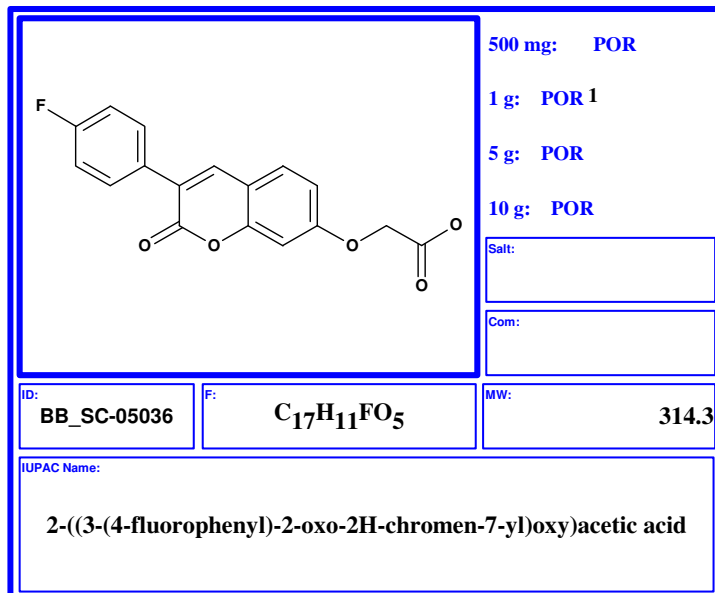 500 mg: POR
1 g: POR 1
5 g: POR
10 g: POR
F
O
O
O
O
O
Salt:
Com:
ID:
BB_SC-05036
F:
C17H11FO5
MW:
314.3
IUPAC Name:
2-((3-(4-fluorophenyl)-2-oxo-2H-chromen-7-yl)oxy)acetic acid